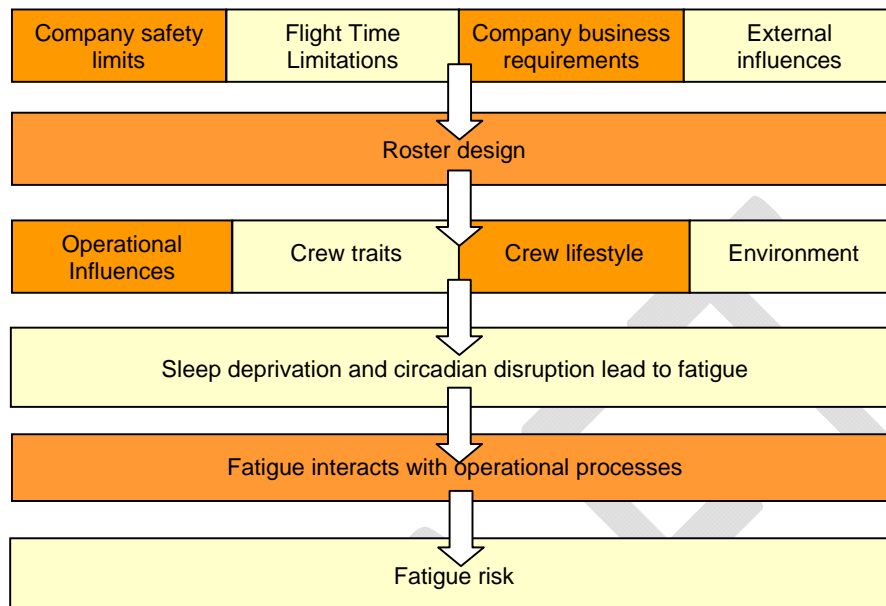 Company safety
limits
Flight Time
Limitations
Company business
requirements
External
influences
Roster design
Operational
Influences
Crew traits
Crew lifestyle
Environment
Sleep deprivation and circadian disruption lead to fatigue
Fatigue interacts with operational processes
Fatigue risk